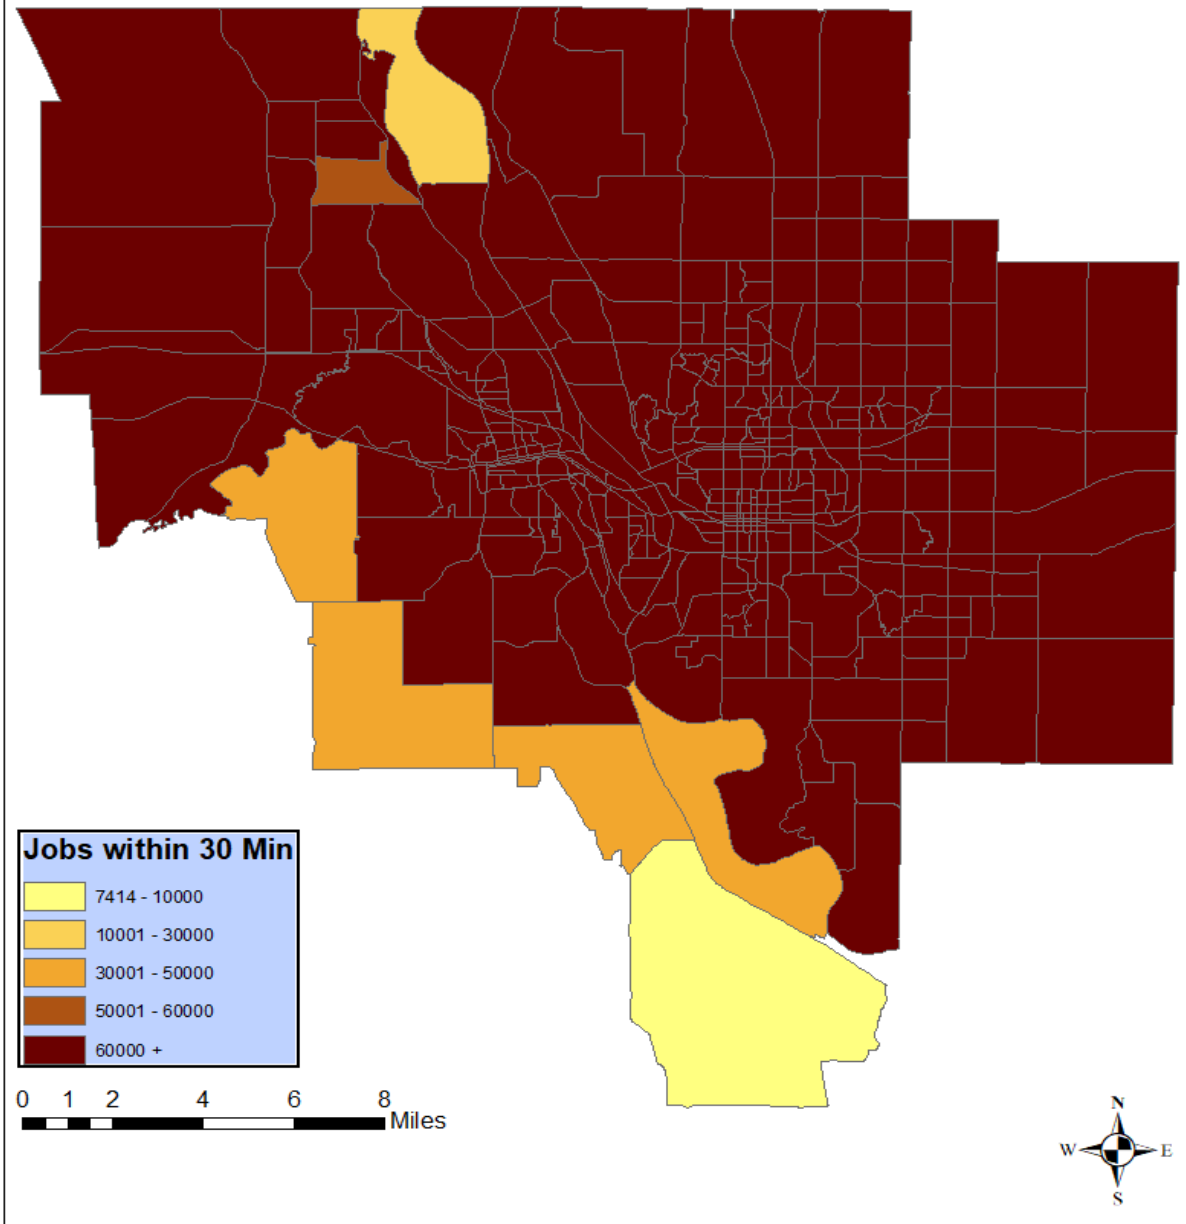 Jobs within 30 Min
7414 - 10000
10001 - 30000
30001 - 50000
50001 - 60000
60000 +
0 1 2 4 6 8
Miles
N
W E
S